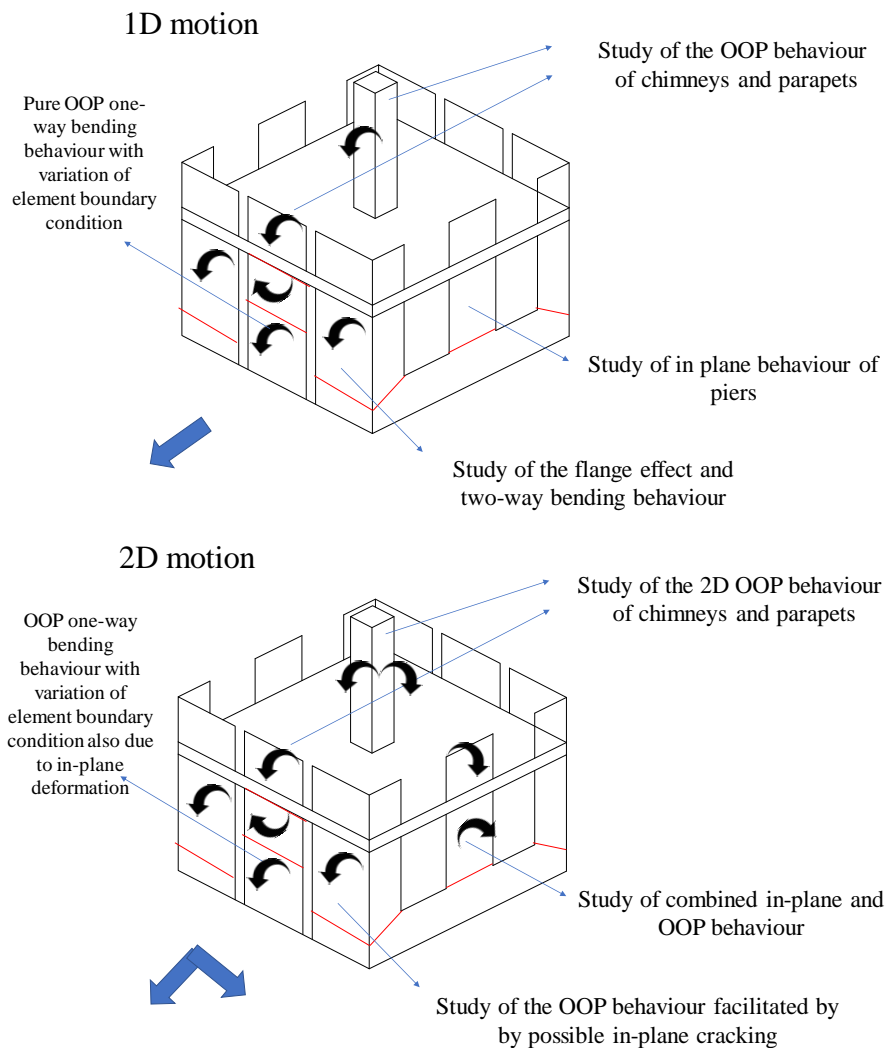 1D motion
Study of the OOP behaviour
of chimneys and parapets
Pure OOP one-
way bending
behaviour with
variation of
element boundary
condition
Study of in plane behaviour of
piers
Study of the flange effect and
two-way bending behaviour
2D motion
Study of the 2D OOP behaviour
of chimneys and parapets
OOP one-way
bending
behaviour with
variation of
element boundary
condition also due
to in-plane
deformation
Study of combined in-plane and
OOP behaviour
Study of the OOP behaviour facilitated by
by possible in-plane cracking